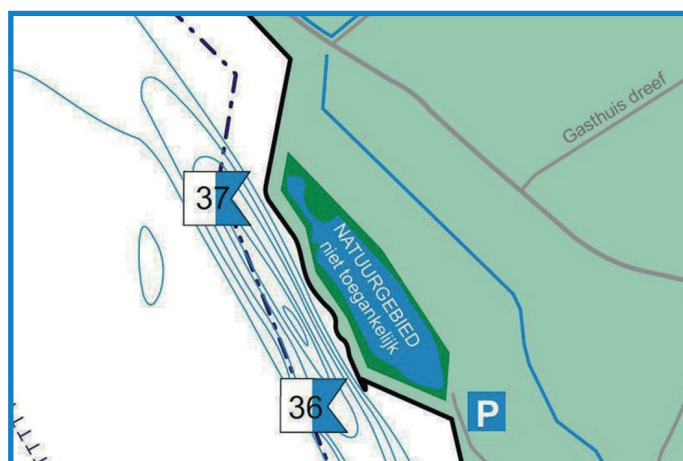 Gasthuis dreef
37
NATUURGEBIED
niet toegankelijk
36
P